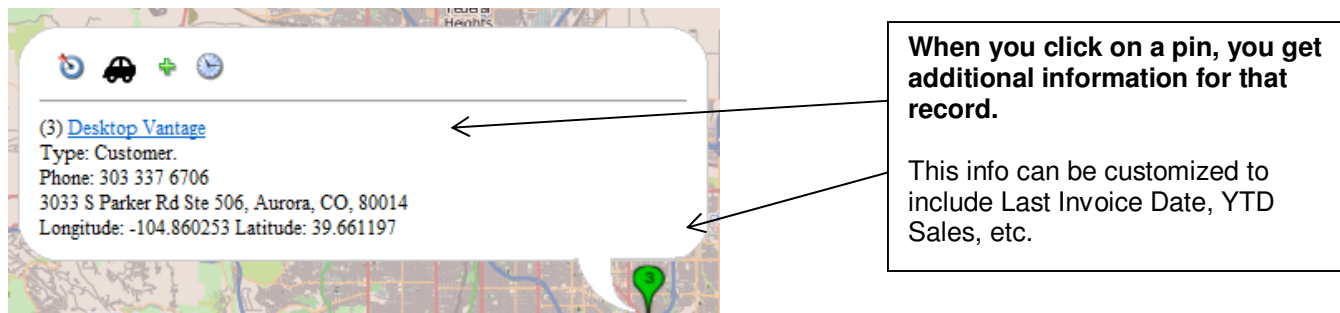 Federal
Heights
(3) Desktop Vantage
Type: Customer.
Phone: 303 337 6706
3033 S Parker Rd Ste 506, Aurora, CO, 80014
Longitude: -104.860253 Latitude: 39.661197
3
When you click on a pin, you get
additional information for that
record.
This info can be customized to
include Last Invoice Date, YTD
Sales, etc.